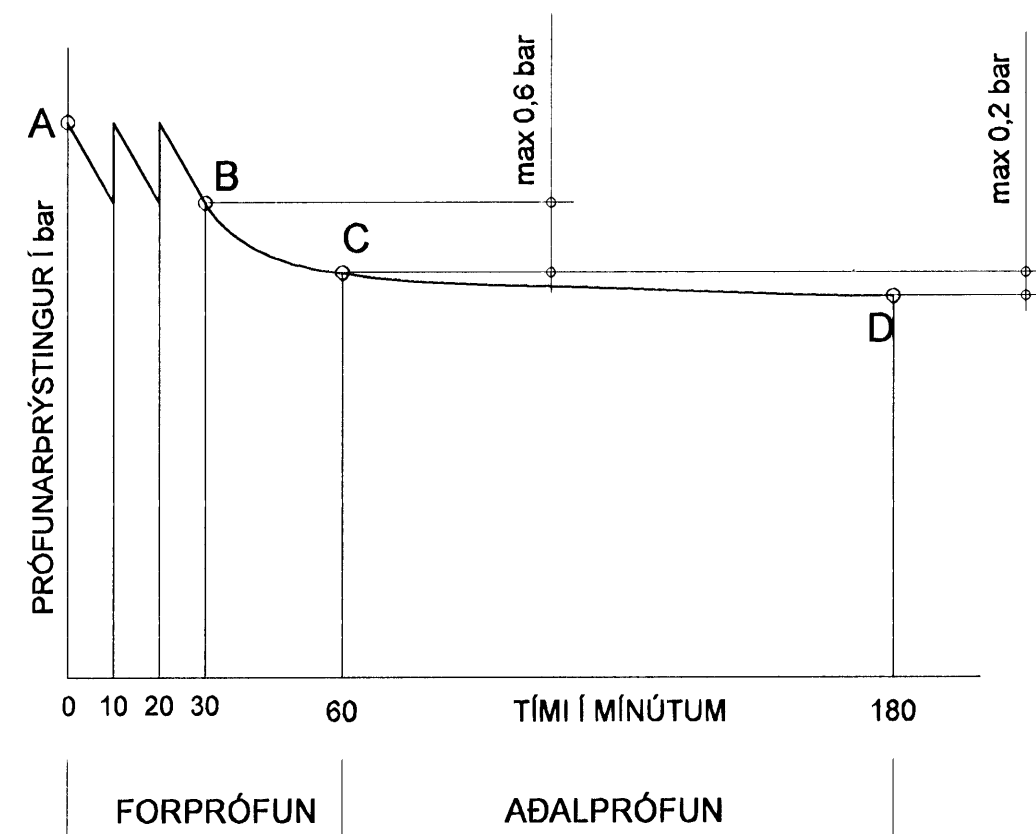 PRÓFUNARÞRÝSTINGUR Í bar
A
B
C
D
max 0,6 bar
max 0,2 bar
0 10 20 30 60 TÍMI Í MÍNÚTUM 180
FORPRÓFUN AÐALPRÓFUN